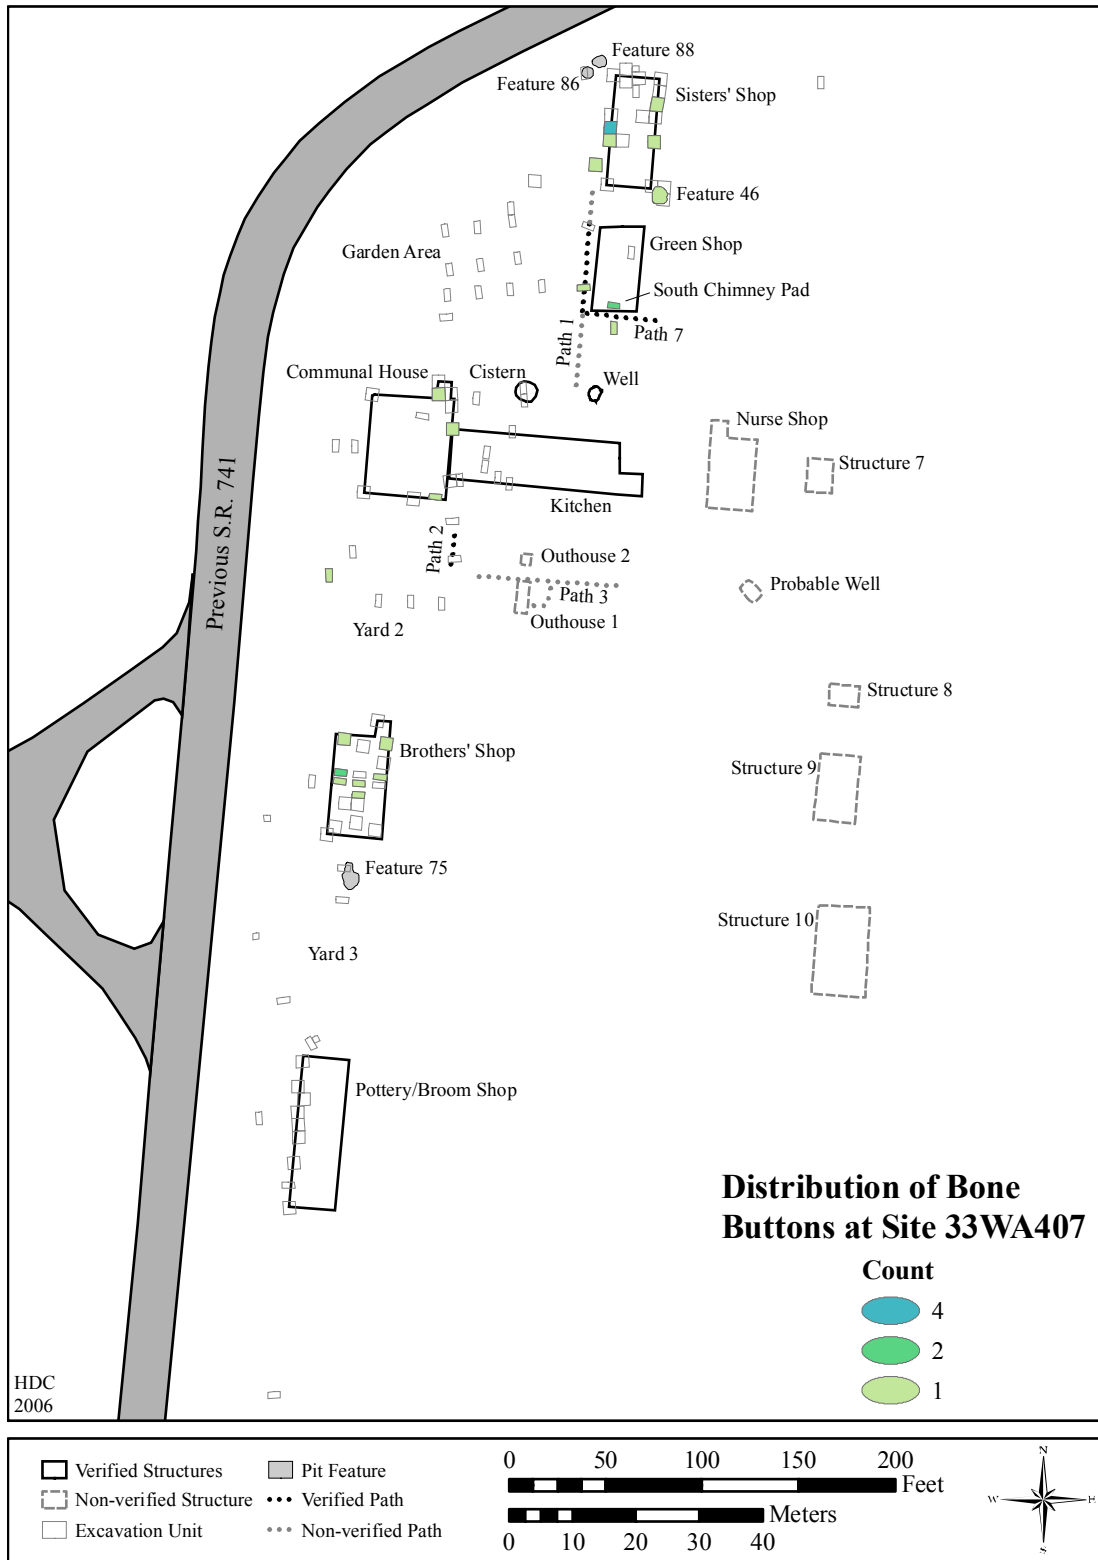 Feature 88
Feature 86
Sisters' Shop
Feature 46
Garden Area
Green Shop
South Chimney Pad
Path 1
Path 7
Communal House
Cistern
Well
Nurse Shop
Structure 7
Previous S.R. 741
Kitchen
Path 2
Outhouse 2
Path 3
Probable Well
Outhouse 1
Yard 2
Structure 8
Brothers' Shop
Structure 9
Feature 75
Structure 10
Yard 3
Pottery/Broom Shop
Distribution of Bone
Buttons at Site 33WA407
Count
4
2
1
HDC
2006
Verified Structures
Non-verified Structure
Excavation Unit
Pit Feature
Verified Path
Non-verified Path
0 50 100 150 200
Feet
Meters
0 10 20 30 40
N
W E
S